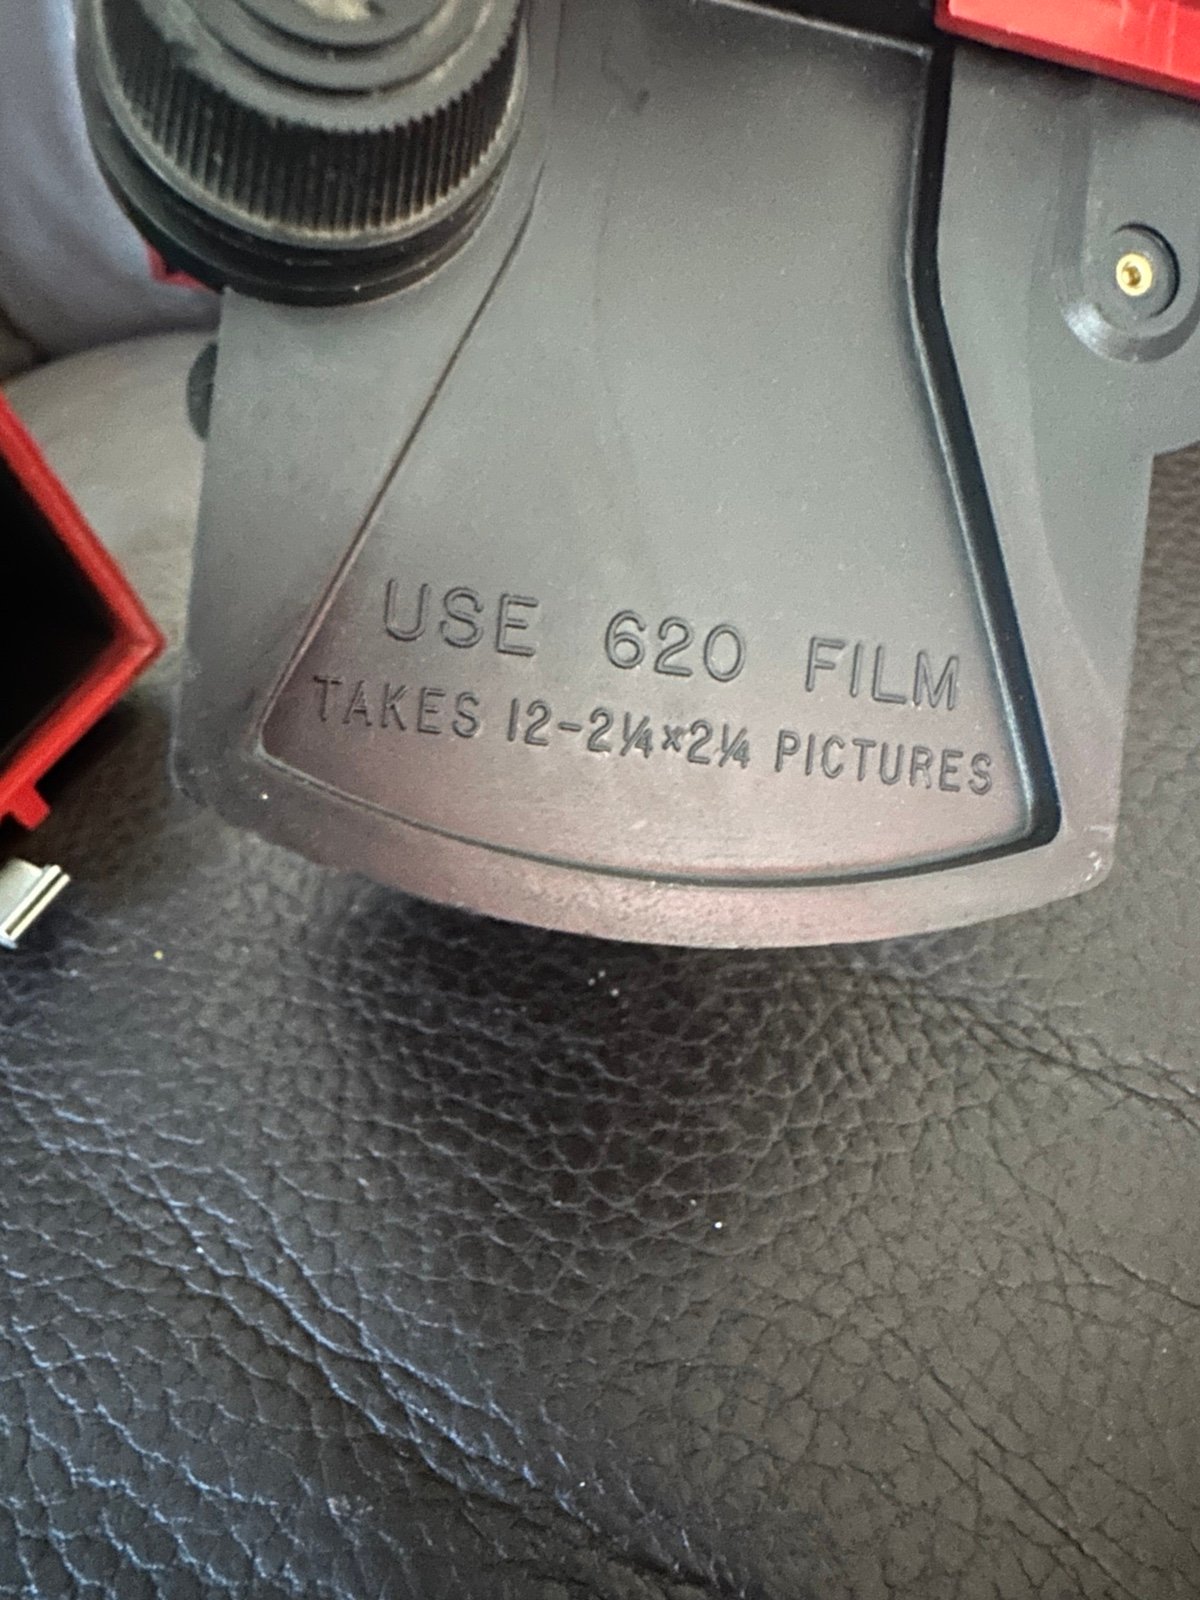 USE 620 FILM
TAKES 12-2¼×2¼ PICTURES